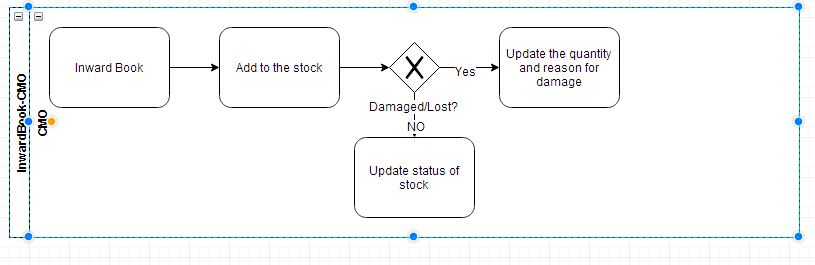 InwardBook-CMO
CMO
Inward Book
Add to the stock
Yes
Update the quantity
and reason for
damage
Damaged/Lost?
NO
Update status of
stock